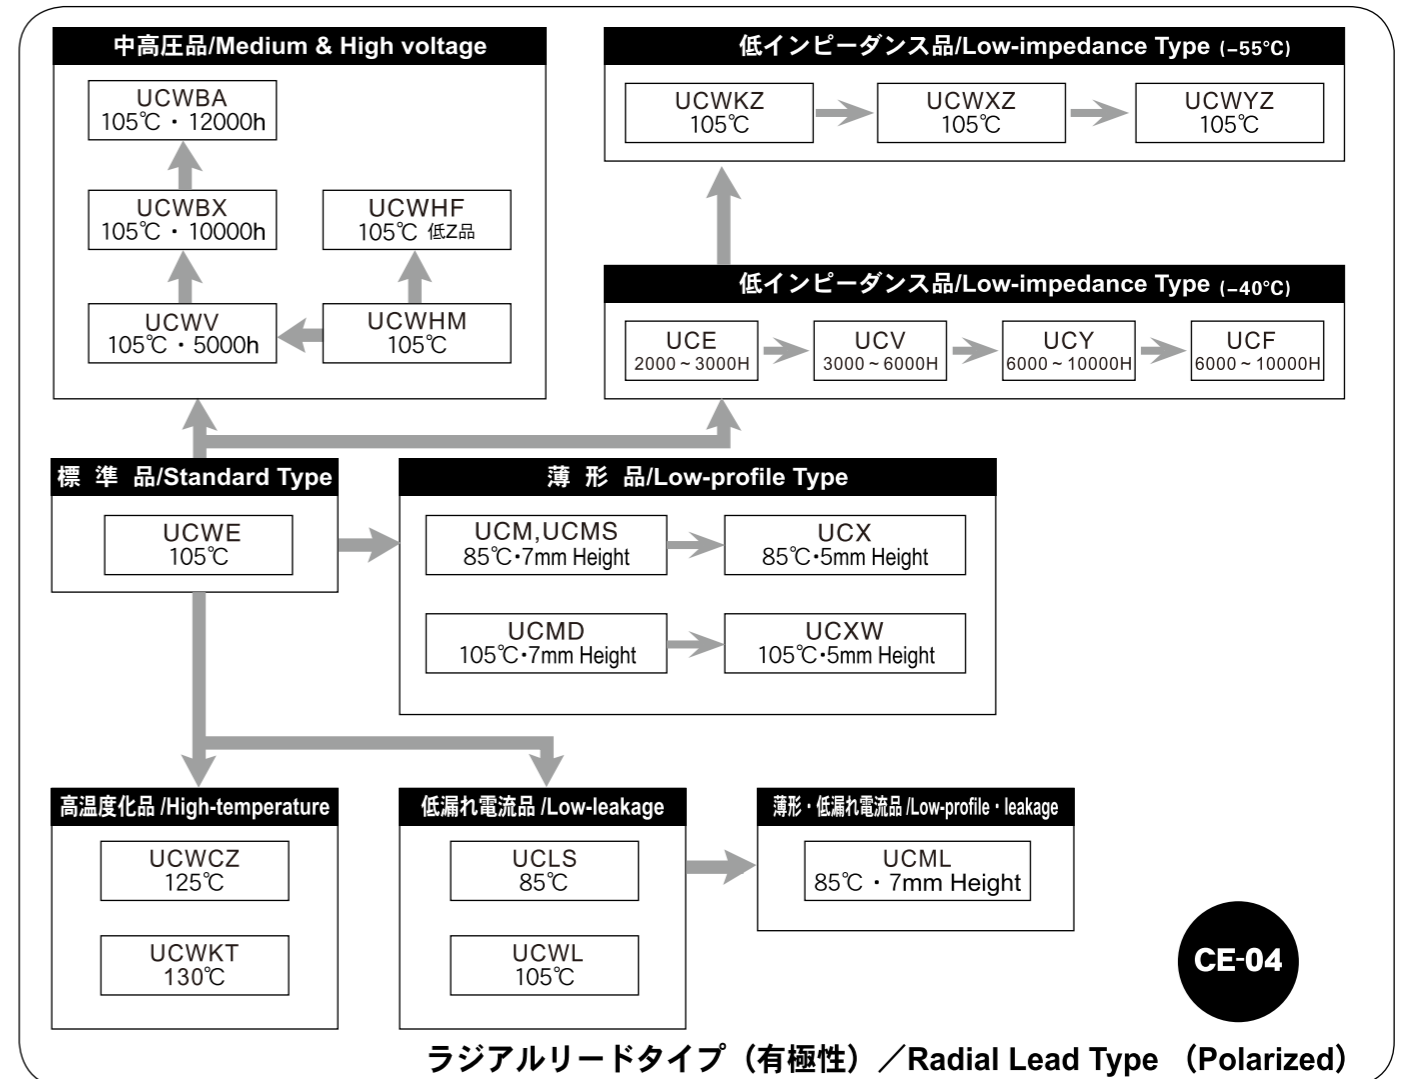 中高圧品/Medium & High voltage
UCWBA
105℃・12000h
UCWBX
105℃・10000h
UCWHF
105℃ 低Z品
UCWV
105℃・5000h
UCWHM
105℃
低インピーダンス品/Low-impedance Type (−55°C)
UCWKZ
105℃
UCWXZ
105℃
UCWYZ
105℃
低インピーダンス品/Low-impedance Type (−40°C)
UCE
2000 ~ 3000H
UCV
3000 ~ 6000H
UCY
6000 ~ 10000H
UCF
6000 ~ 10000H
標 準 品/Standard Type
UCWE
105℃
薄 形 品/Low-profile Type
UCM,UCMS
85℃・7mm Height
UCX
85℃・5mm Height
UCMD
105℃・7mm Height
UCXW
105℃・5mm Height
高温度化品 /High-temperature
UCWCZ
125℃
UCWKT
130℃
低漏れ電流品 /Low-leakage
UCLS
85℃
UCWL
105℃
薄形・低漏れ電流品 /Low-profile・leakage
UCML
85℃・7mm Height
CE-04
ラジアルリードタイプ（有極性）／Radial Lead Type （Polarized）